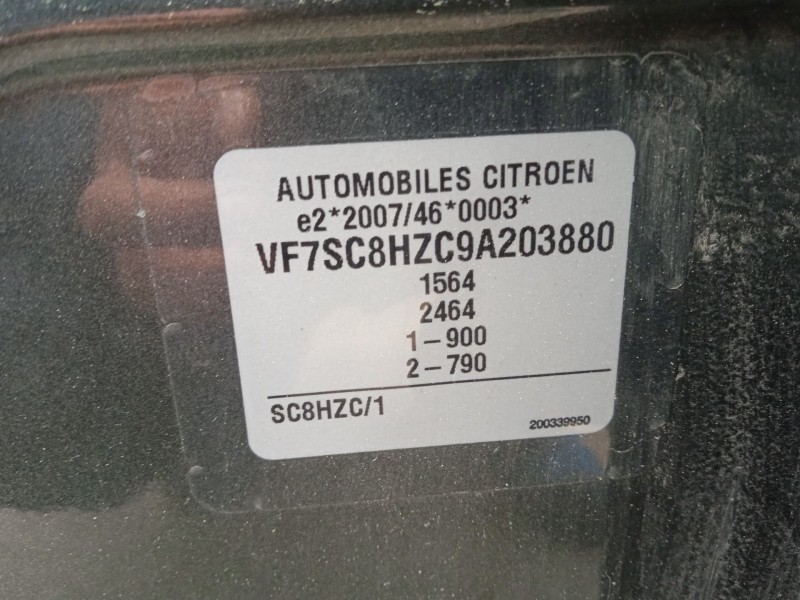 AUTOMOBILES CITROEN
e2*2007/46*0003*
VF7SC8HZC9A203880
1564
2464
1-900
2-790
SC8HZC/1
200339950